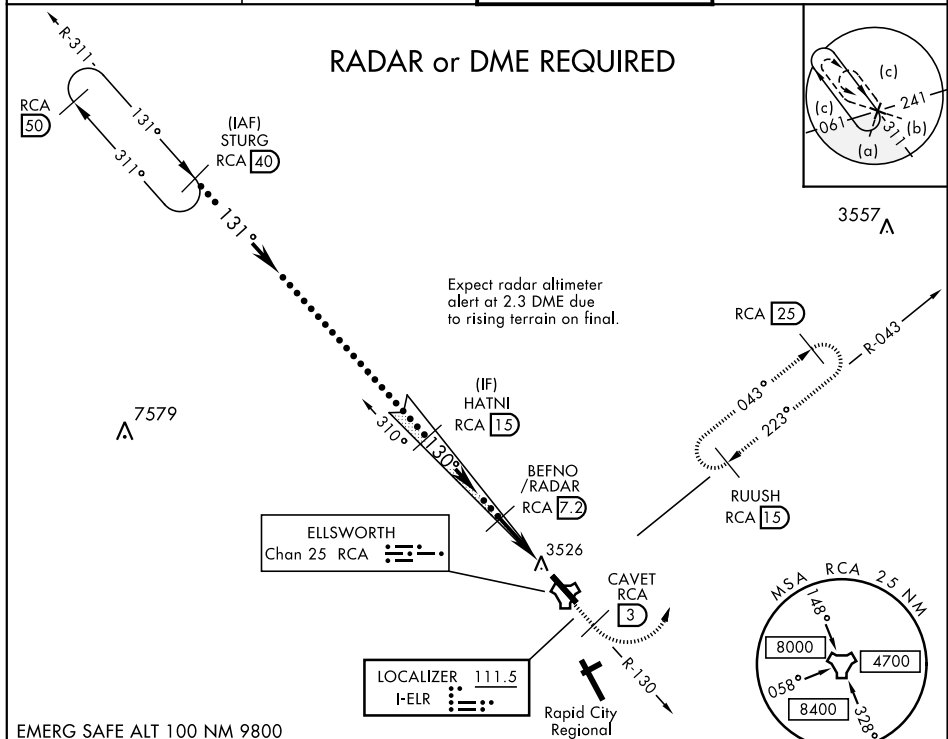 RADAR or DME REQUIRED
R-311
RCA
50
131°
311°
(IAF)
STURG
RCA 40
131°
(c)
(c)
241
061
311
(b)
(a)
3557
Expect radar altimeter
alert at 2.3 DME due
to rising terrain on final.
RCA 25
R-043
043°
223°
RUUSH
RCA 15
(IF)
HATNI
RCA 15
7579
310°
130°
BEFNO
/RADAR
RCA 7.2
ELLSWORTH
Chan 25 RCA
3526
CAVET
RCA
3
R-130
LOCALIZER 111.5
I-ELR
Rapid City
Regional
MSA RCA 25 NM
148°
8000
4700
058°
8400
328°
EMERG SAFE ALT 100 NM 9800